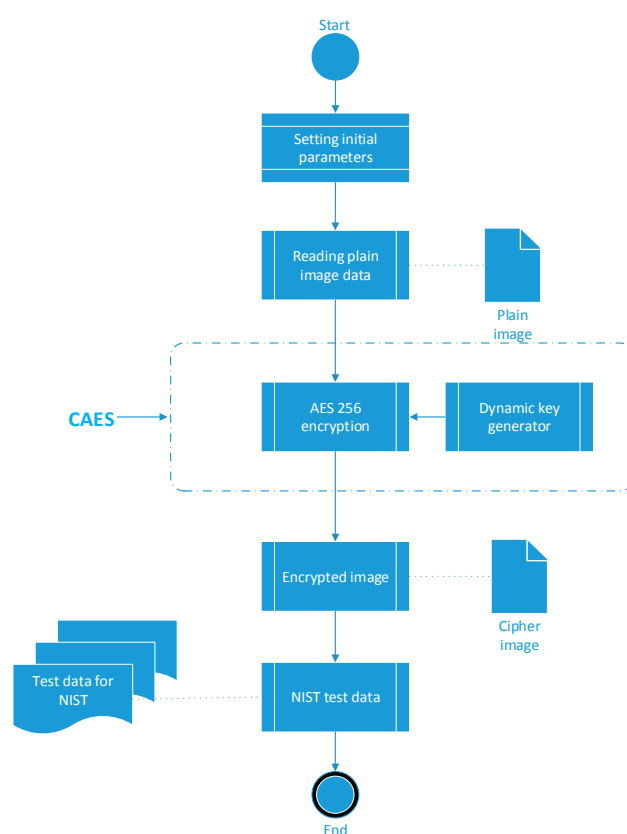 Start
Setting initial
parameters
Reading plain
image data
Plain
image
CAES
AES 256
encryption
Dynamic key
generator
Encrypted image
Cipher
image
Test data for
NIST
NIST test data
End